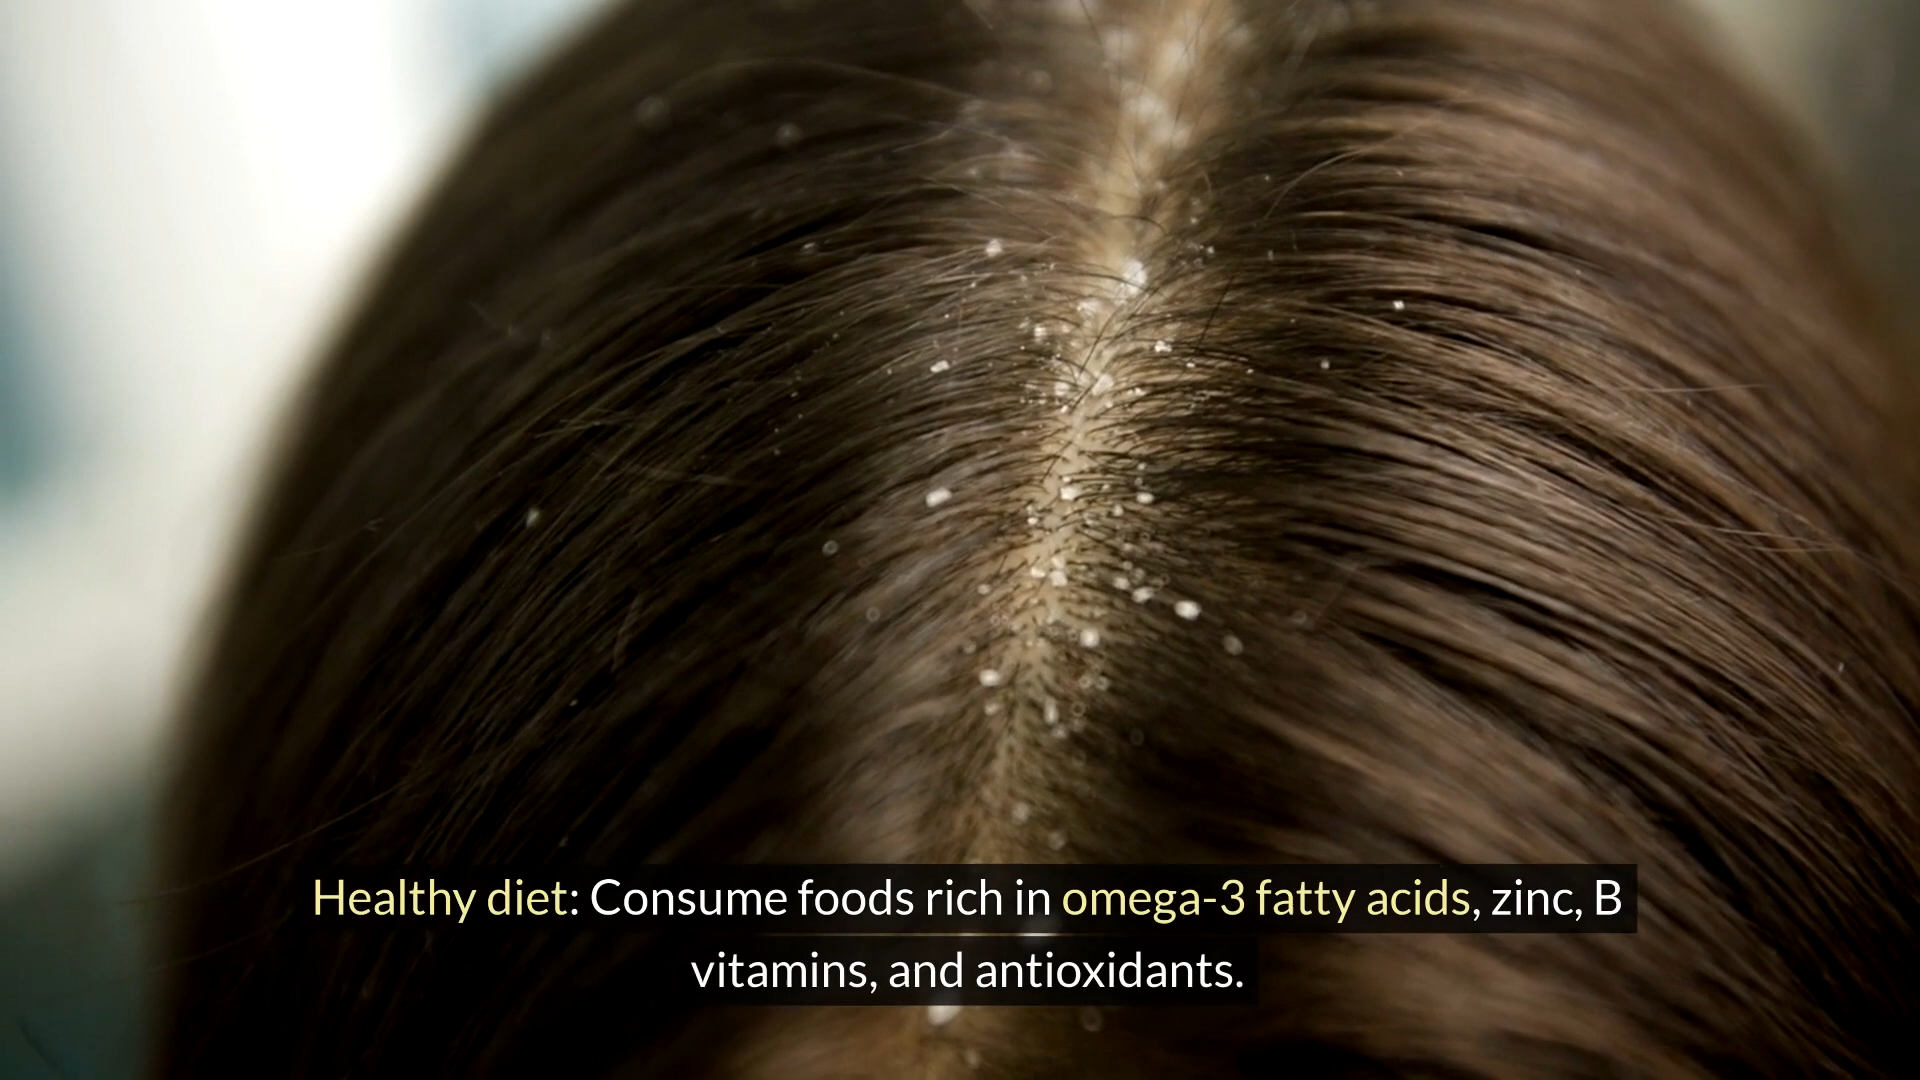 Healthy diet: Consume foods rich in omega-3 fatty acids, zinc, B
vitamins, and antioxidants.